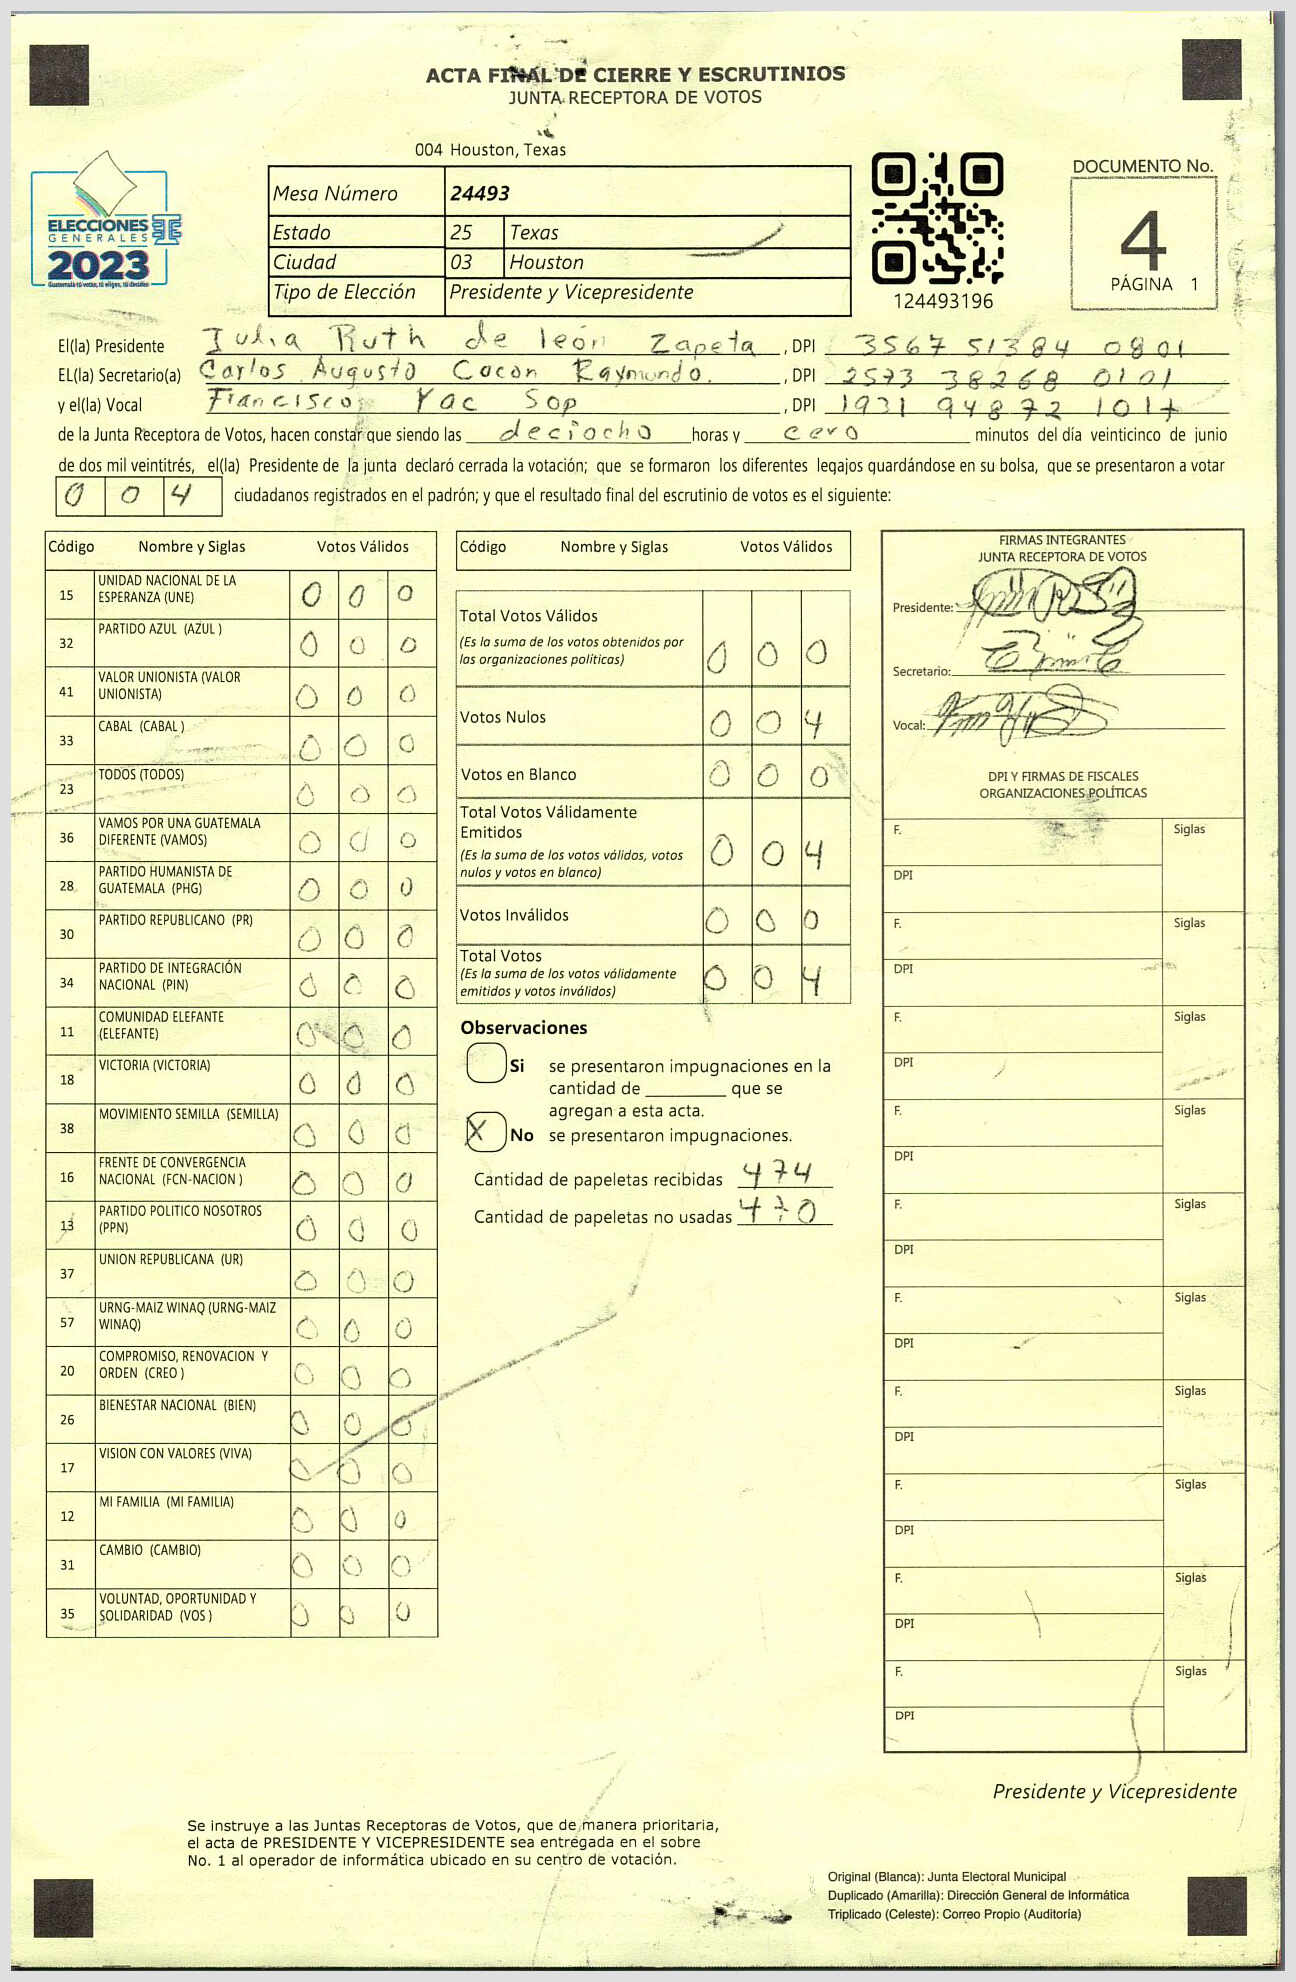 ACTA FINAL DE CIERRE Y ESCRUTINIOS
JUNTA RECEPTORA DE VOTOS
004 Houston, Texas
ELECCIONES
GENERALES
2023
Guatemala tú votas, tú eliges, tú decides
Mesa Número 24493
Estado 25 Texas
Ciudad 03 Houston
Tipo de Elección Presidente y Vicepresidente
124493196
DOCUMENTO No.
4
PÁGINA 1
El(la) Presidente Julia Ruth de león Zapeta, DPI 3567 51384 0801
EL(la) Secretario(a) Carlos Augusto Cocón Raymundo., DPI 2573 38268 0101
y el(la) Vocal Francisco Yac Sop, DPI 1931 94872 1017
de la Junta Receptora de Votos, hacen constar que siendo las deciocho horas y cero minutos del día veinticinco de junio
de dos mil veintitrés, el(la) Presidente de la junta declaró cerrada la votación; que se formaron los diferentes legajos guardándose en su bolsa, que se presentaron a votar
0 0 4 ciudadanos registrados en el padrón; y que el resultado final del escrutinio de votos es el siguiente:
Código Nombre y Siglas Votos Válidos
15 UNIDAD NACIONAL DE LA
ESPERANZA (UNE) 0 0 0
32 PARTIDO AZUL (AZUL ) 0 0 0
41 VALOR UNIONISTA (VALOR
UNIONISTA) 0 0 0
33 CABAL (CABAL ) 0 0 0
23 TODOS (TODOS) 0 0 0
36 VAMOS POR UNA GUATEMALA
DIFERENTE (VAMOS) 0 0 0
28 PARTIDO HUMANISTA DE
GUATEMALA (PHG) 0 0 0
30 PARTIDO REPUBLICANO (PR) 0 0 0
34 PARTIDO DE INTEGRACIÓN
NACIONAL (PIN) 0 0 0
11 COMUNIDAD ELEFANTE
(ELEFANTE) 0 0 0
18 VICTORIA (VICTORIA) 0 0 0
38 MOVIMIENTO SEMILLA (SEMILLA) 0 0 0
16 FRENTE DE CONVERGENCIA
NACIONAL (FCN-NACION ) 0 0 0
13 PARTIDO POLITICO NOSOTROS
(PPN) 0 0 0
37 UNION REPUBLICANA (UR) 0 0 0
57 URNG-MAIZ WINAQ (URNG-MAIZ
WINAQ) 0 0 0
20 COMPROMISO, RENOVACION Y
ORDEN (CREO ) 0 0 0
26 BIENESTAR NACIONAL (BIEN) 0 0 0
17 VISION CON VALORES (VIVA) 0 0 0
12 MI FAMILIA (MI FAMILIA) 0 0 0
31 CAMBIO (CAMBIO) 0 0 0
35 VOLUNTAD, OPORTUNIDAD Y
SOLIDARIDAD (VOS ) 0 0 0
Código Nombre y Siglas Votos Válidos
Total Votos Válidos
(Es la suma de los votos obtenidos por
las organizaciones políticas) 0 0 0
Votos Nulos 0 0 4
Votos en Blanco 0 0 0
Total Votos Válidamente
Emitidos
(Es la suma de los votos válidos, votos
nulos y votos en blanco) 0 0 4
Votos Inválidos 0 0 0
Total Votos
(Es la suma de los votos válidamente
emitidos y votos inválidos) 0 0 4
Observaciones
Si se presentaron impugnaciones en la
cantidad de ________ que se
agregan a esta acta.
X No se presentaron impugnaciones.
Cantidad de papeletas recibidas 474
Cantidad de papeletas no usadas 470
FIRMAS INTEGRANTES
JUNTA RECEPTORA DE VOTOS
Presidente:
Secretario:
Vocal:
DPI Y FIRMAS DE FISCALES
ORGANIZACIONES POLÍTICAS
F. Siglas
DPI
F. Siglas
DPI
F. Siglas
DPI
F. Siglas
DPI
F. Siglas
DPI
F. Siglas
DPI
F. Siglas
DPI
F. Siglas
DPI
F. Siglas
DPI
F. Siglas
DPI
Presidente y Vicepresidente
Se instruye a las Juntas Receptoras de Votos, que de manera prioritaria,
el acta de PRESIDENTE Y VICEPRESIDENTE sea entregada en el sobre
No. 1 al operador de informática ubicado en su centro de votación.
Original (Blanca): Junta Electoral Municipal
Duplicado (Amarilla): Dirección General de Informática
Triplicado (Celeste): Correo Propio (Auditoría)